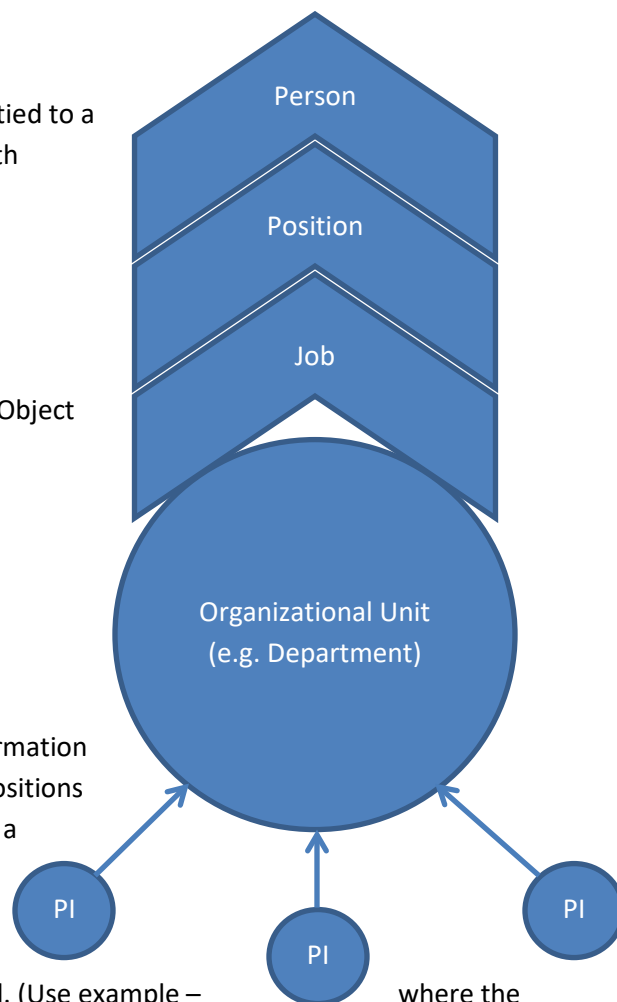 Person
tied to a
th
Position
Job
Object
Organizational Unit
(e.g. Department)
rmation
ositions
a
PI
PI
PI
l. (Use example – where the